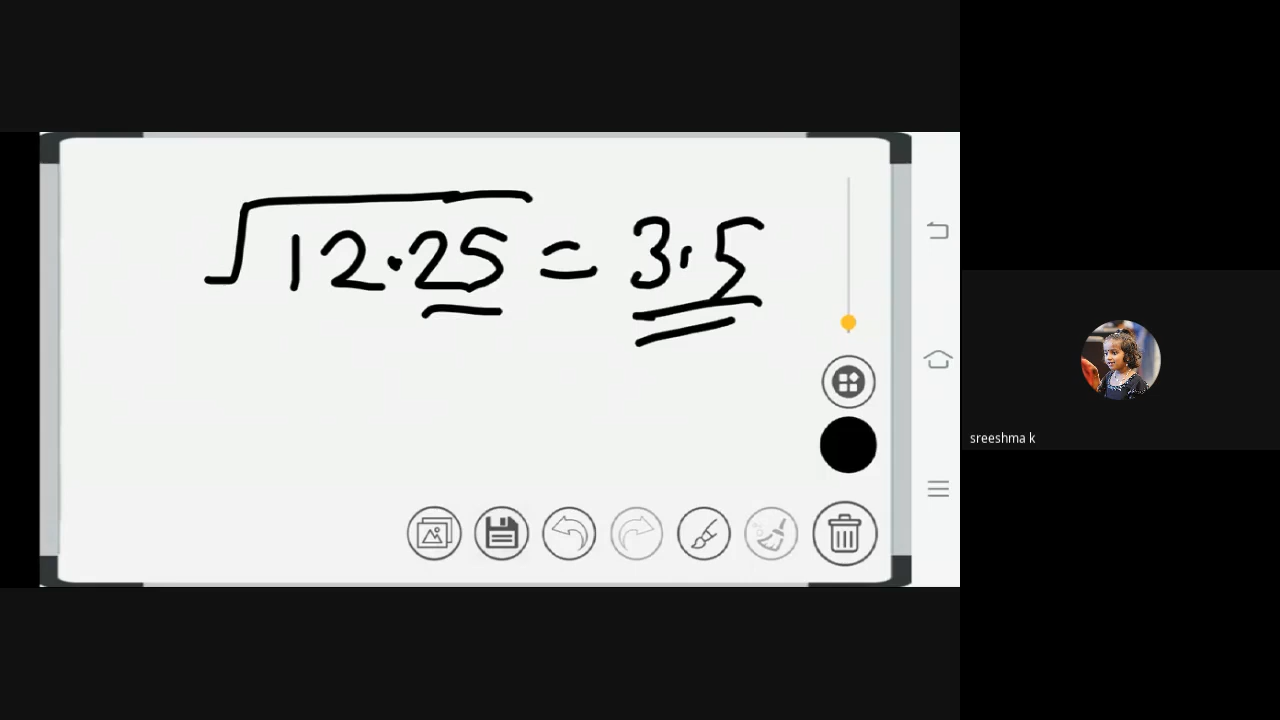 √12.25 = 3.5
sreeshma k